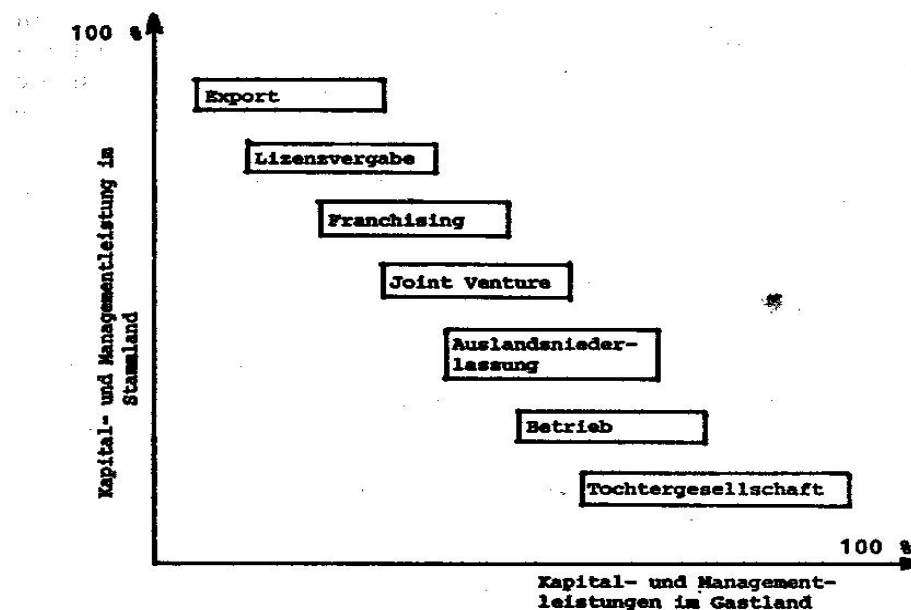 100 %
Export
Lizenzvergabe
Franchising
Joint Venture
Auslandsnieder-
lassung
Betrieb
Tochtergesellschaft
Kapital- und Managementleistung im
Stammland
100 %
Kapital- und Management-
leistungen im Gastland